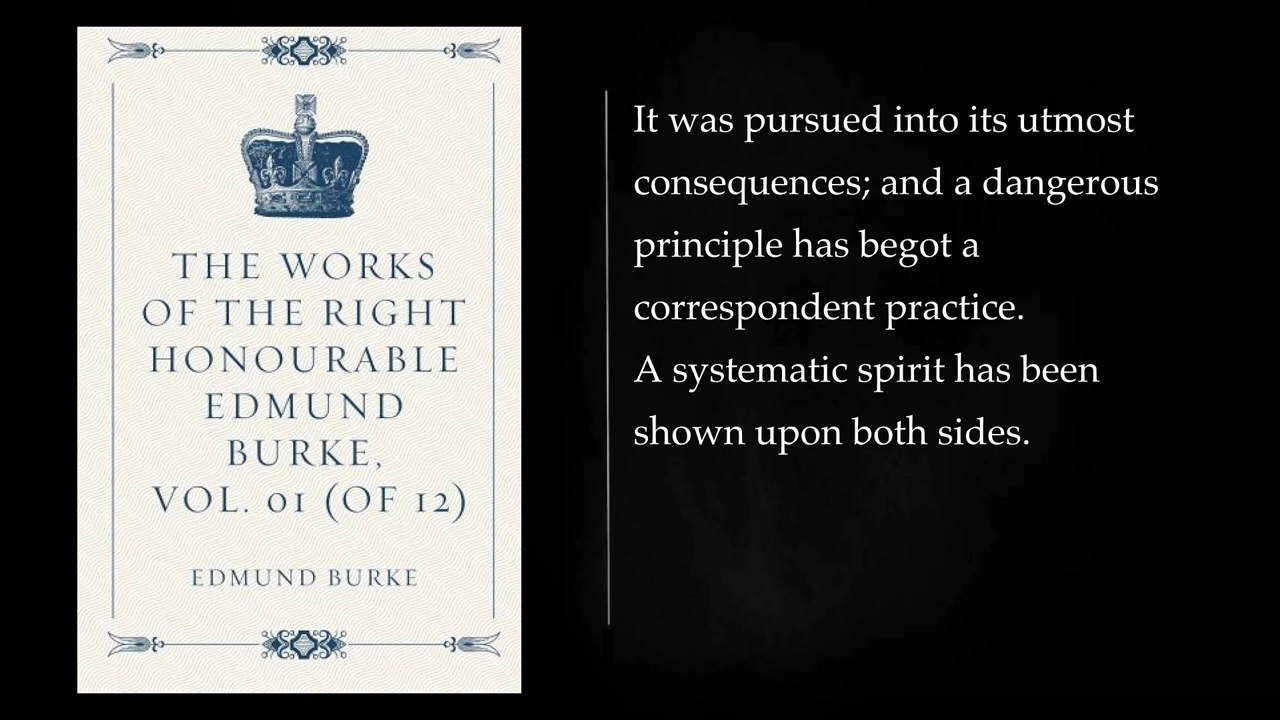 THE WORKS
OF THE RIGHT
HONOURABLE
EDMUND
BURKE,
VOL. 01 (OF 12)
EDMUND BURKE
It was pursued into its utmost
consequences; and a dangerous
principle has begot a
correspondent practice.
A systematic spirit has been
shown upon both sides.